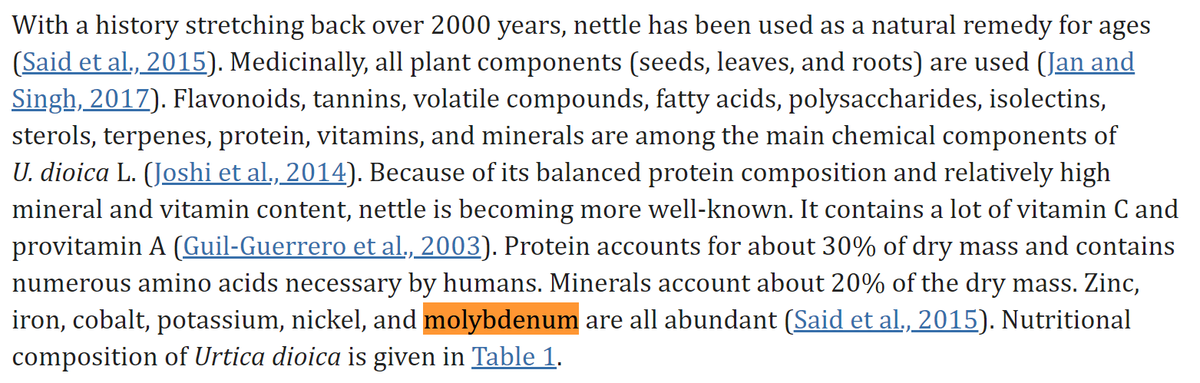 With a history stretching back over 2000 years, nettle has been used as a natural remedy for ages
(Said et al., 2015). Medicinally, all plant components (seeds, leaves, and roots) are used (Jan and
Singh, 2017). Flavonoids, tannins, volatile compounds, fatty acids, polysaccharides, isolectins,
sterols, terpenes, protein, vitamins, and minerals are among the main chemical components of
U. dioica L. (Joshi et al., 2014). Because of its balanced protein composition and relatively high
mineral and vitamin content, nettle is becoming more well-known. It contains a lot of vitamin C and
provitamin A (Guil-Guerrero et al., 2003). Protein accounts for about 30% of dry mass and contains
numerous amino acids necessary by humans. Minerals account about 20% of the dry mass. Zinc,
iron, cobalt, potassium, nickel, and molybdenum are all abundant (Said et al., 2015). Nutritional
composition of Urtica dioica is given in Table 1.